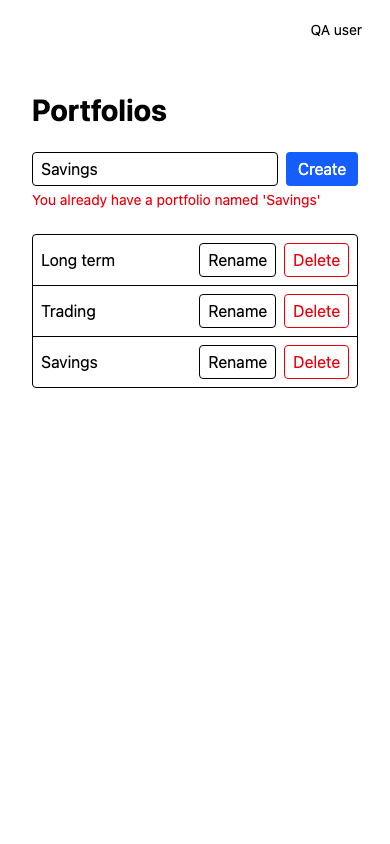 QA user
Portfolios
Savings Create
You already have a portfolio named 'Savings'
Long term Rename Delete
Trading Rename Delete
Savings Rename Delete